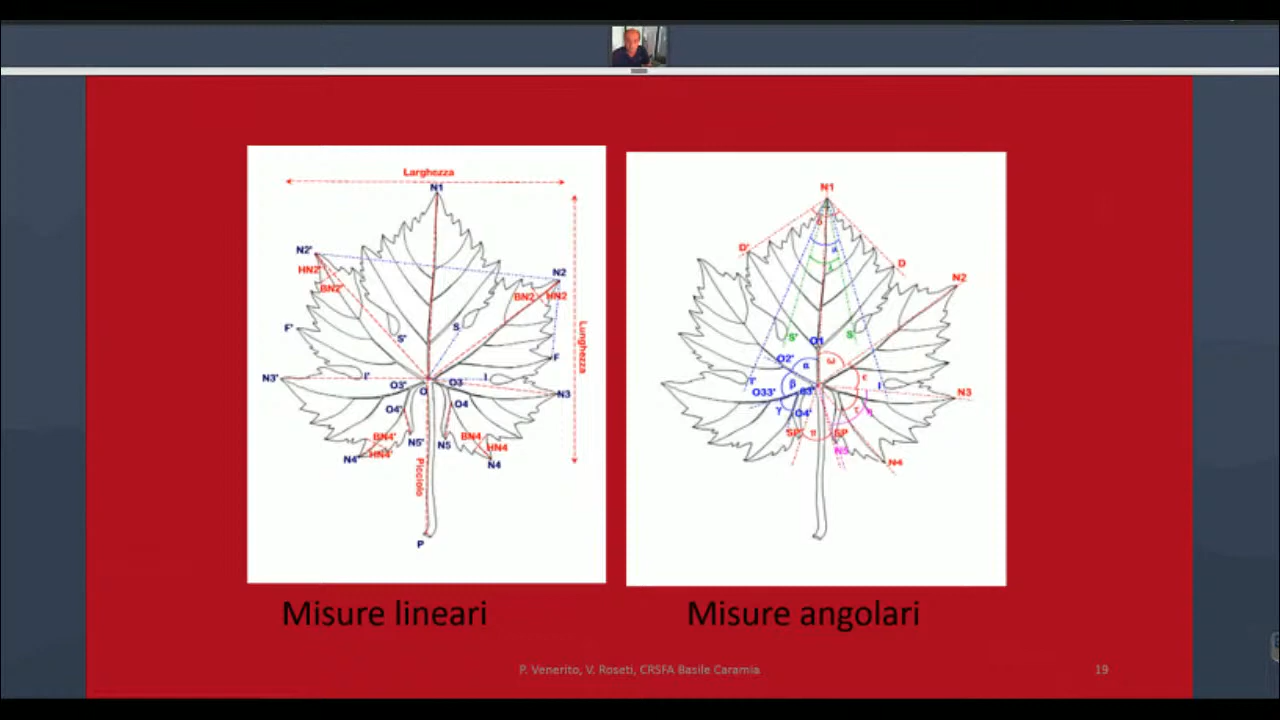 Larghezza
N1
N2'
HN2'
BN2'
N2
BN2
HN2
Lunghezza
F'
S'
S
F
N3'
I'
O3'
O
O3
I
N3
O4'
O4
BN4'
N5'
N5
BN4
HN4
N4'
HN4'
N4
Picciolo
P
N1
δ
D'
α
D
N2
S'
O1
S
O2'
α
ω
I'
β
ε
I
O33'
N3
γ
O4'
SP'
π
SP
N5
N4
Misure lineari
Misure angolari
P. Venerito, V. Roseti, CRSFA Basile Caramia
19